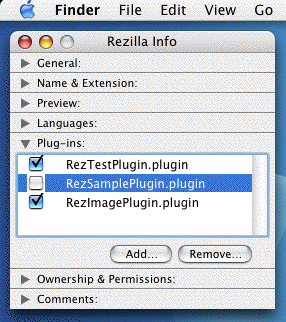 Finder File Edit View Go
Rezilla Info
General:
Name & Extension:
Preview:
Languages:
Plug-ins:
RezTestPlugin.plugin
RezSamplePlugin.plugin
RezImagePlugin.plugin
Add... Remove...
Ownership & Permissions:
Comments: